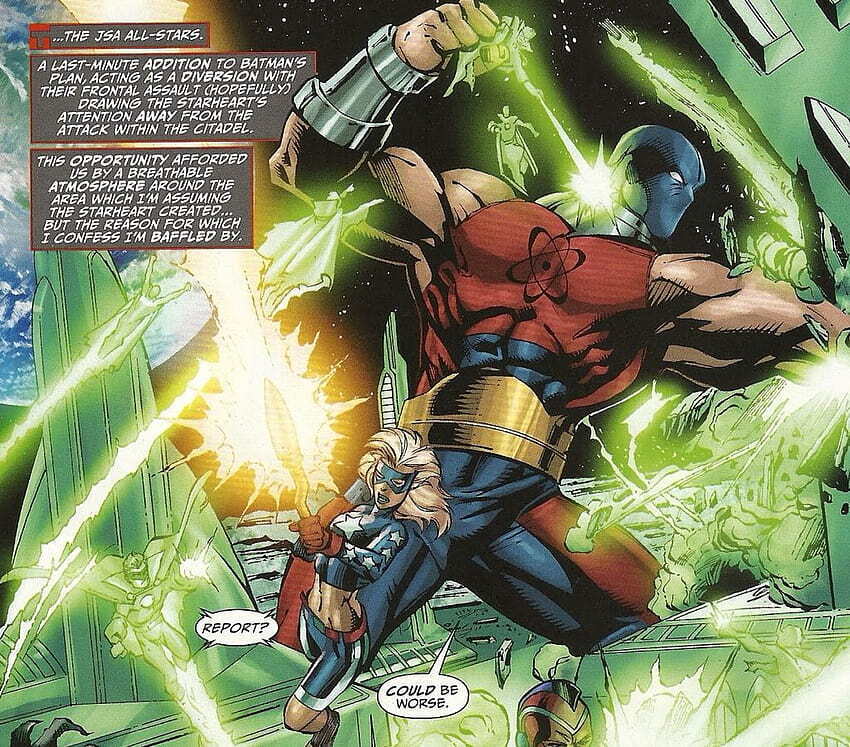 ...THE JSA ALL-STARS.
A LAST-MINUTE ADDITION TO BATMAN'S
PLAN, ACTING AS A DIVERSION WITH
THEIR FRONTAL ASSAULT (HOPEFULLY)
DRAWING THE STARHEART'S
ATTENTION AWAY FROM THE
ATTACK WITHIN THE CITADEL.
THIS OPPORTUNITY AFFORDED
US BY A BREATHABLE
ATMOSPHERE AROUND THE
AREA WHICH I'M ASSUMING
THE STARHEART CREATED...
BUT THE REASON FOR WHICH
I CONFESS I'M BAFFLED BY.
REPORT?
COULD BE
WORSE.